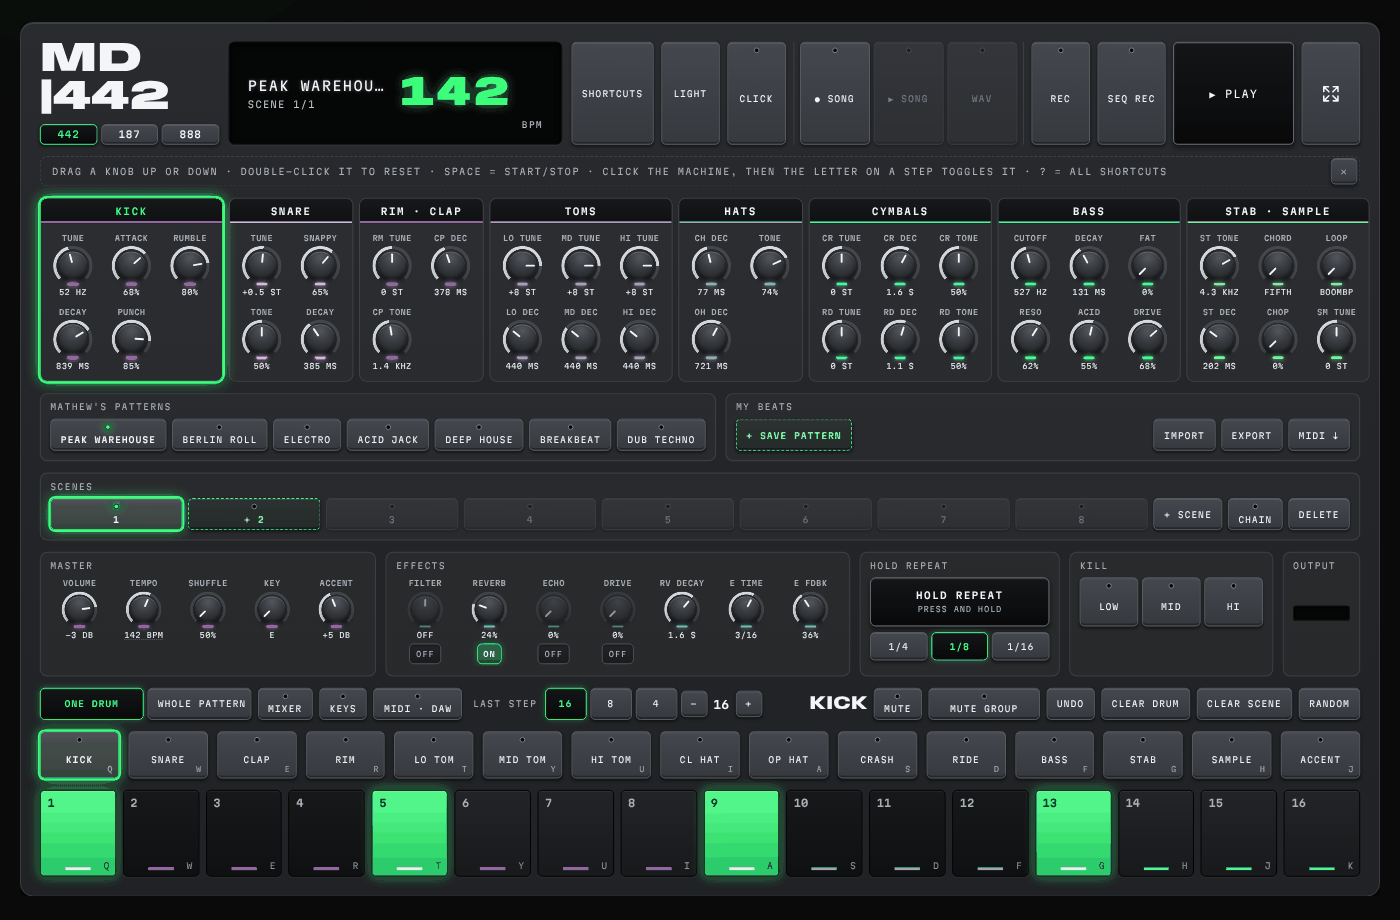 MD
|442
442 187 888
PEAK WAREHOU…
SCENE 1/1
142
BPM
SHORTCUTS LIGHT CLICK ● SONG ▶ SONG WAV REC SEQ REC ▶ PLAY
DRAG A KNOB UP OR DOWN · DOUBLE-CLICK IT TO RESET · SPACE = START/STOP · CLICK THE MACHINE, THEN THE LETTER ON A STEP TOGGLES IT · ? = ALL SHORTCUTS ×
KICK SNARE RIM · CLAP TOMS HATS CYMBALS BASS STAB · SAMPLE
TUNE ATTACK RUMBLE TUNE SNAPPY RM TUNE CP DEC LO TUNE MD TUNE HI TUNE CH DEC TONE CR TUNE CR DEC CR TONE CUTOFF DECAY FAT ST TONE CHORD LOOP
52 HZ 68% 80% +0.5 ST 65% 0 ST 378 MS +8 ST +8 ST +8 ST 77 MS 74% 0 ST 1.6 S 50% 527 HZ 131 MS 0% 4.3 KHZ FIFTH BOOMBP
DECAY PUNCH TONE DECAY CP TONE LO DEC MD DEC HI DEC OH DEC RD TUNE RD DEC RD TONE RESO ACID DRIVE ST DEC CHOP SM TUNE
839 MS 85% 50% 385 MS 1.4 KHZ 440 MS 440 MS 440 MS 721 MS 0 ST 1.1 S 50% 62% 55% 68% 202 MS 0% 0 ST
MATHEW'S PATTERNS
PEAK WAREHOUSE BERLIN ROLL ELECTRO ACID JACK DEEP HOUSE BREAKBEAT DUB TECHNO
MY BEATS
+ SAVE PATTERN IMPORT EXPORT MIDI ↓
SCENES
1 + 2 3 4 5 6 7 8 + SCENE CHAIN DELETE
MASTER
VOLUME TEMPO SHUFFLE KEY ACCENT
−3 DB 142 BPM 50% E +5 DB
EFFECTS
FILTER REVERB ECHO DRIVE RV DECAY E TIME E FDBK
OFF 24% 0% 0% 1.6 S 3/16 36%
OFF ON OFF OFF
HOLD REPEAT
HOLD REPEAT
PRESS AND HOLD
1/4 1/8 1/16
KILL
LOW MID HI
OUTPUT
ONE DRUM WHOLE PATTERN MIXER KEYS MIDI · DAW LAST STEP 16 8 4 − 16 + KICK MUTE MUTE GROUP UNDO CLEAR DRUM CLEAR SCENE RANDOM
KICK Q SNARE W CLAP E RIM R LO TOM T MID TOM Y HI TOM U CL HAT I OP HAT A CRASH S RIDE D BASS F STAB G SAMPLE H ACCENT J
1 2 3 4 5 6 7 8 9 10 11 12 13 14 15 16
Q W E R T Y U I A S D F G H J K